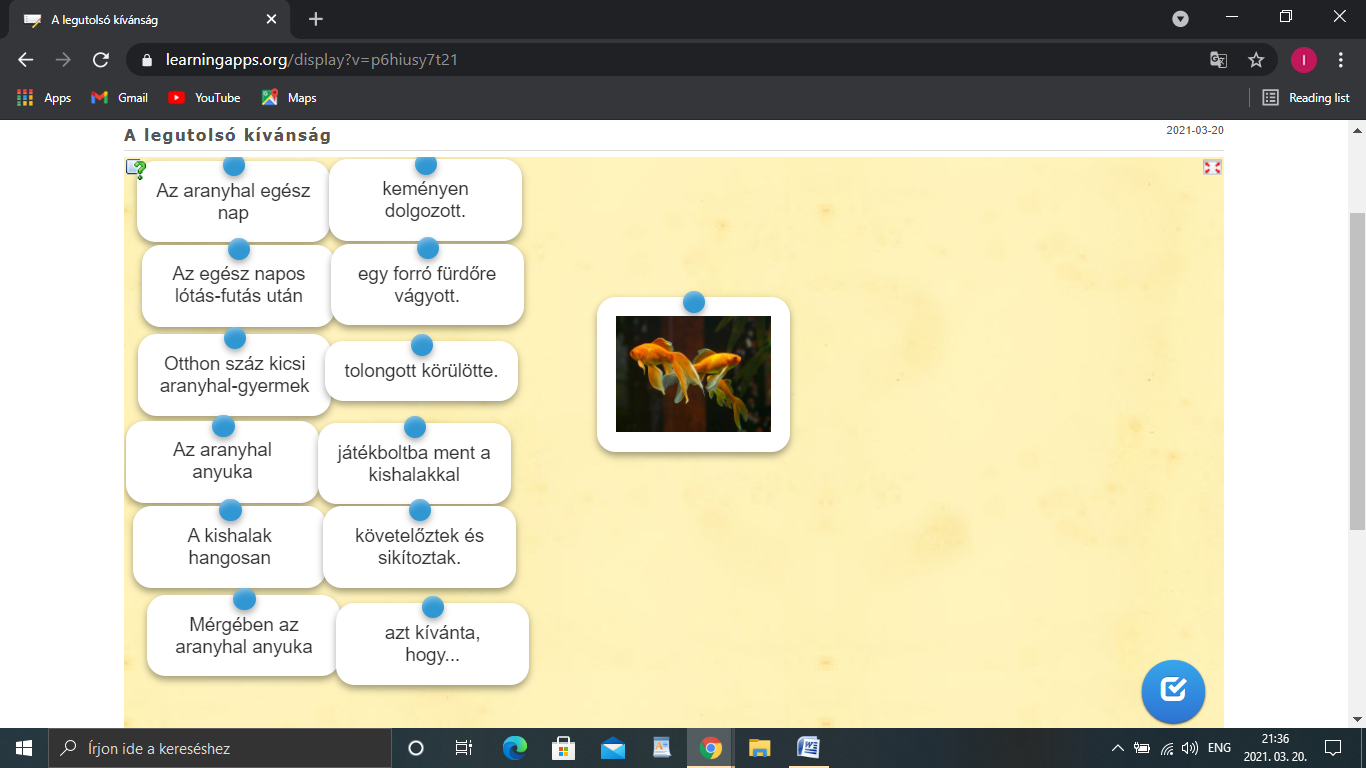 A legutolsó kívánság
learningapps.org/display?v=p6hiusy7t21
I
Apps
Gmail
YouTube
Maps
Reading list
A legutolsó kívánság
2021-03-20
Az aranyhal egész
nap
keményen
dolgozott.
Az egész napos
lótás-futás után
egy forró fürdőre
vágyott.
Otthon száz kicsi
aranyhal-gyermek
tolongott körülötte.
Az aranyhal
anyuka
játékboltba ment a
kishalakkal
A kishalak
hangosan
követelőztek és
sikítoztak.
Mérgében az
aranyhal anyuka
azt kívánta,
hogy...
Írjon ide a kereséshez
ENG
21:36
2021. 03. 20.